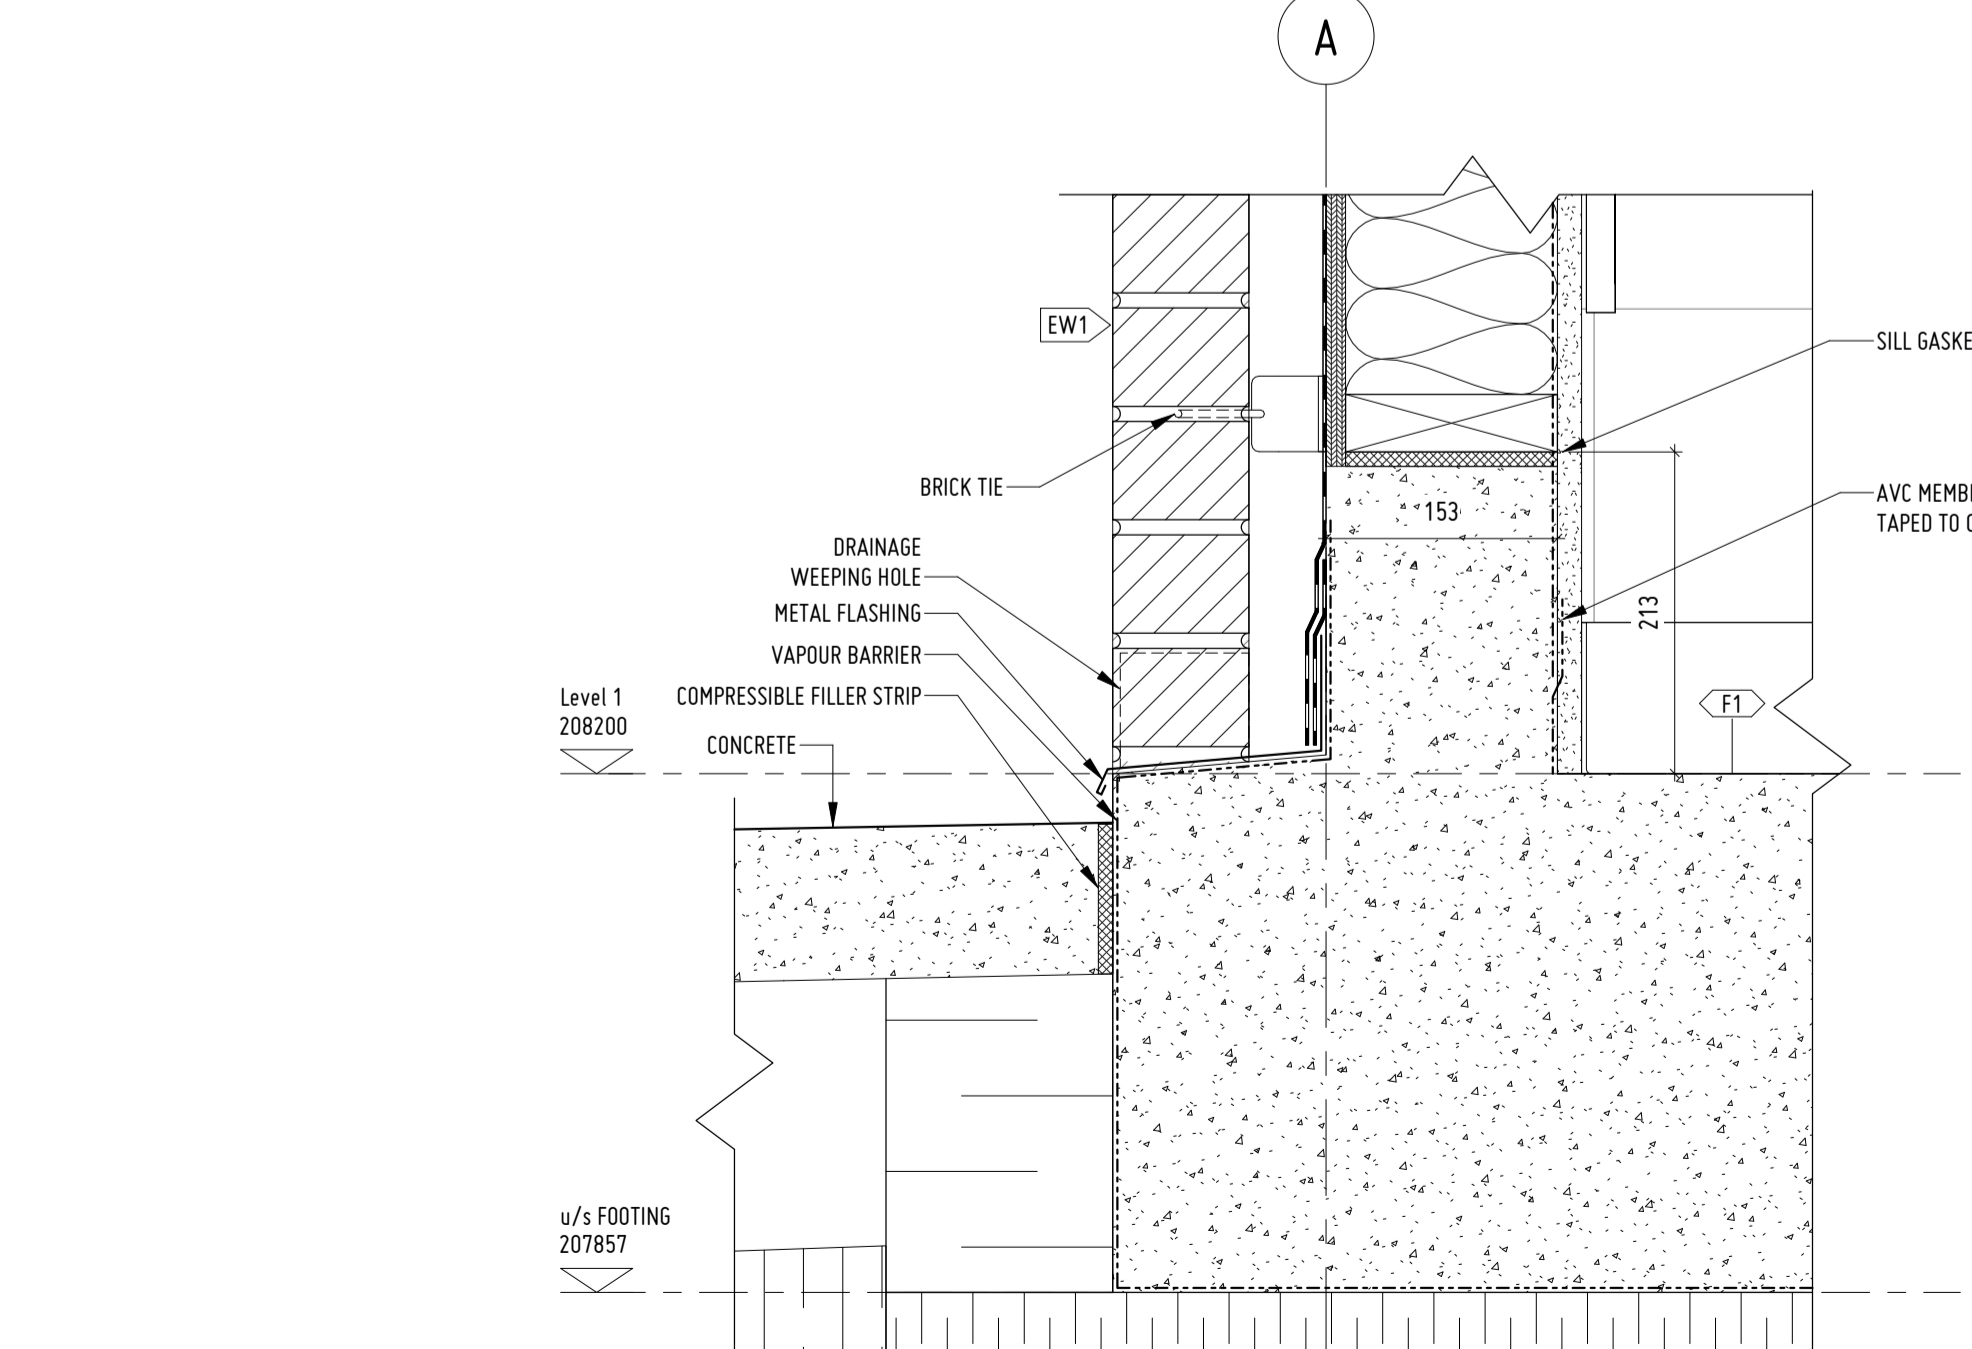 A
EW1
SILL GASKE
BRICK TIE
153
AVC MEMB
TAPED TO
DRAINAGE
WEEPING HOLE
METAL FLASHING
213
VAPOUR BARRIER
COMPRESSIBLE FILLER STRIP
Level 1
208200
F1
CONCRETE
u/s FOOTING
207857